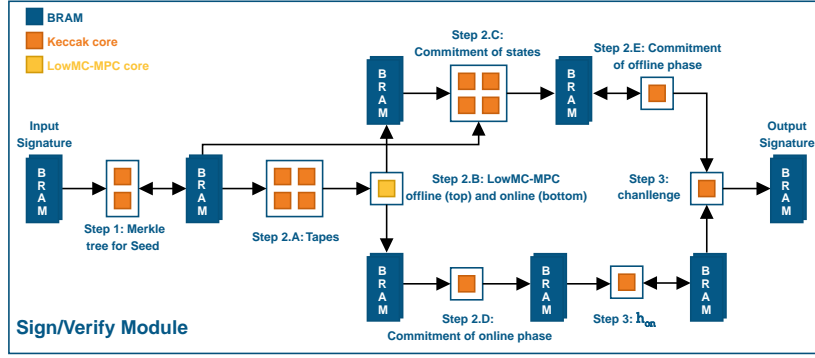 BRAM
Keccak core
LowMC-MPC core
Step 2.C:
Commitment of states
Step 2.E: Commitment
of offline phase
BRAM
BRAM
Input
Signature
Output
Signature
BRAM
BRAM
Step 2.B: LowMC-MPC
offline (top) and online (bottom)
Step 3:
chanllenge
BRAM
Step 1: Merkle
tree for Seed
Step 2.A: Tapes
BRAM
BRAM
BRAM
Sign/Verify Module
Step 2.D:
Commitment of online phase
Step 3: hon